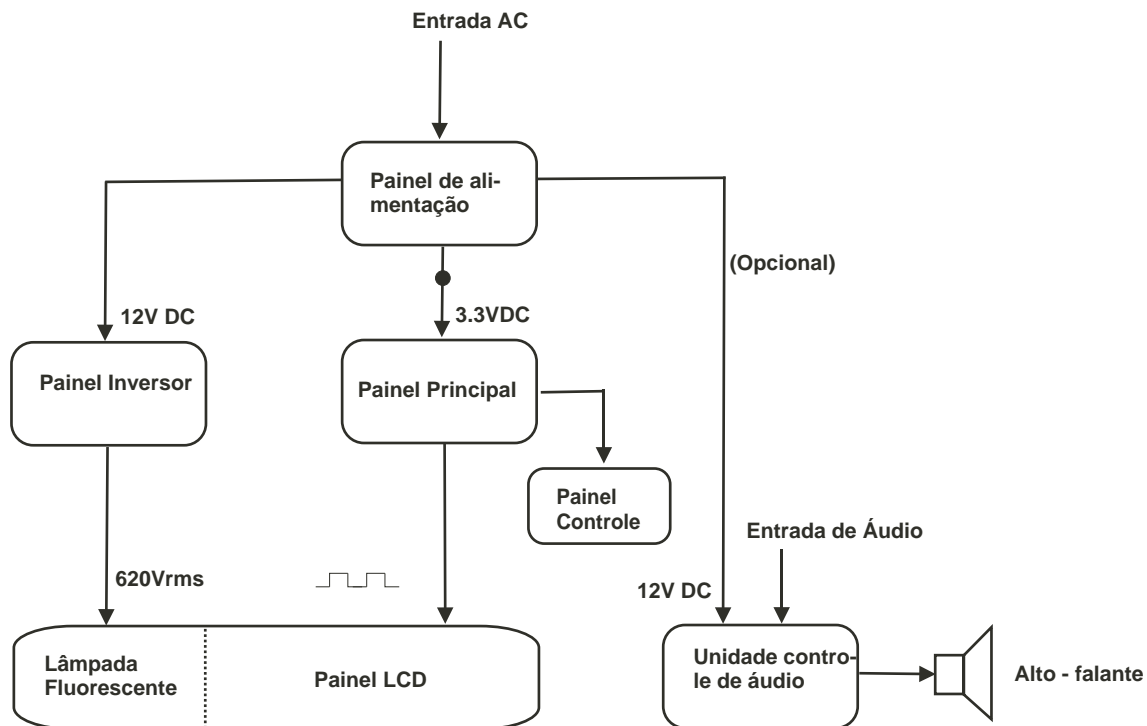 Entrada AC
Painel de ali-
mentação
(Opcional)
12V DC
3.3VDC
Painel Inversor
Painel Principal
Painel
Controle
Entrada de Áudio
620Vrms
12V DC
Lâmpada
Fluorescente
Painel LCD
Unidade contro-
le de áudio
Alto - falante